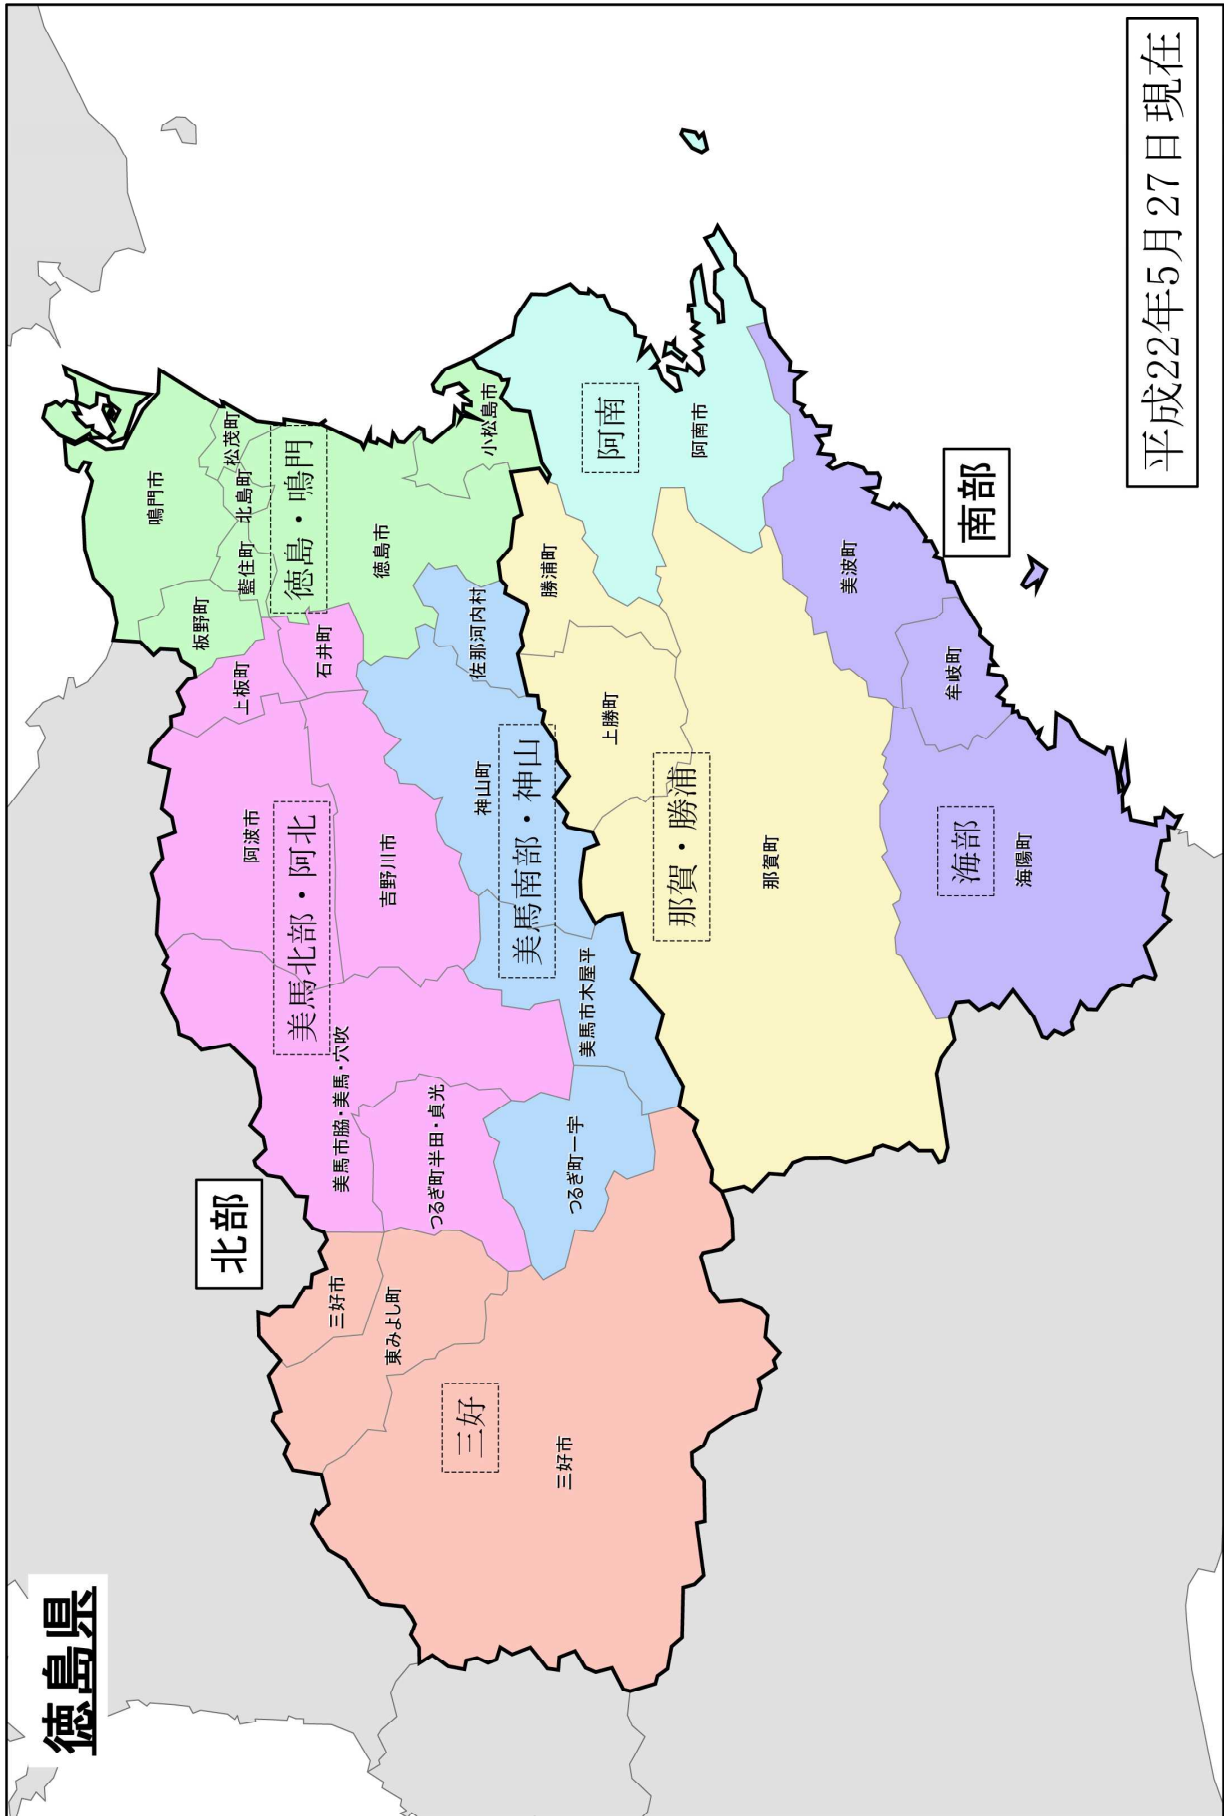 徳島県
北部
三好市
東みよし町
三好
三好市
美馬市脇・美馬・穴吹
つるぎ町半田・貞光
つるぎ町一宇
美馬北部・阿北
阿波市
吉野川市
上板町
石井町
美馬南部・神山
神山町
佐那河内村
美馬市木屋平
鳴門市
松茂町
北島町
藍住町
板野町
徳島・鳴門
徳島市
小松島市
那賀・勝浦
勝浦町
上勝町
那賀町
阿南
阿南市
南部
美波町
牟岐町
海部
海陽町
平成22年5月27日現在